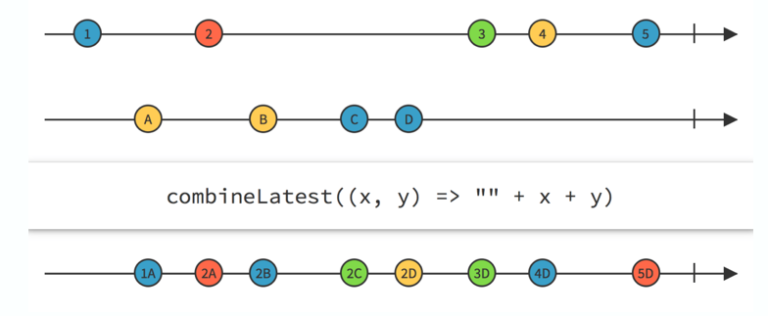 1 2 3 4 5
A B C D
combineLatest((x, y) => "" + x + y)
1A 2A 2B 2C 2D 3D 4D 5D